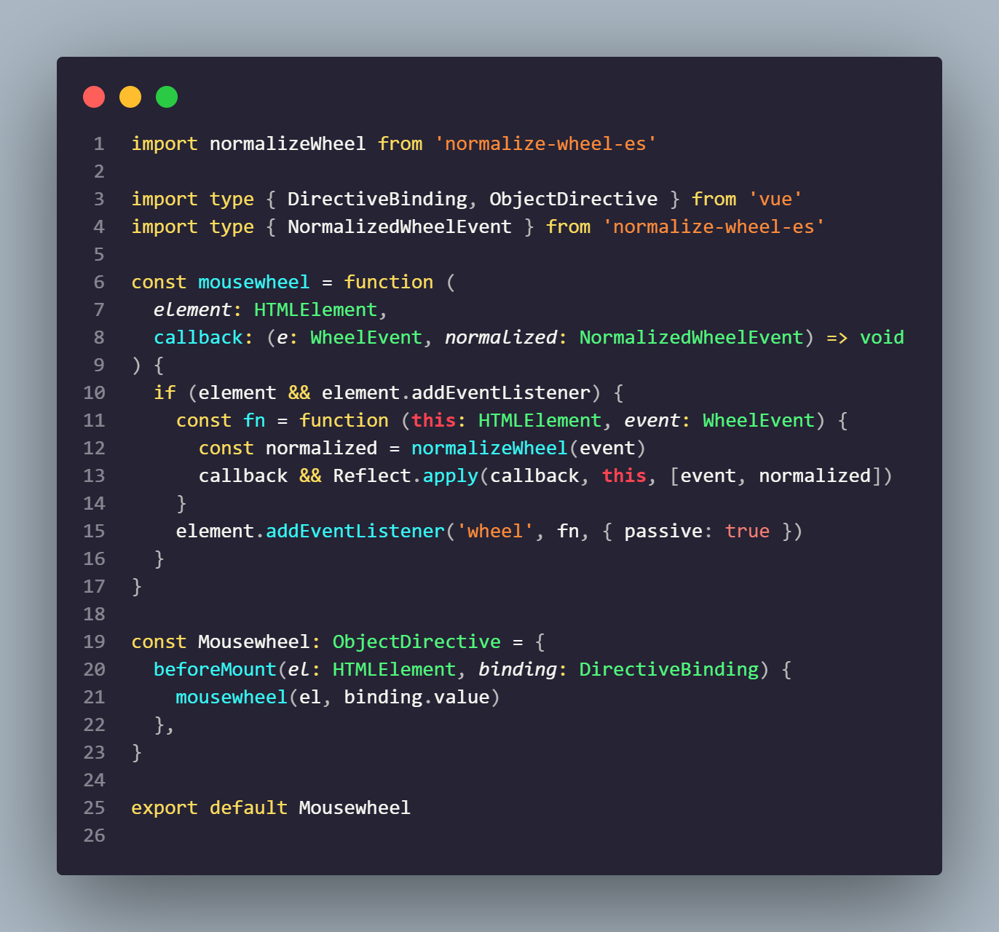 1 import normalizeWheel from 'normalize-wheel-es'
2
3 import type { DirectiveBinding, ObjectDirective } from 'vue'
4 import type { NormalizedWheelEvent } from 'normalize-wheel-es'
5
6 const mousewheel = function (
7   element: HTMLElement,
8   callback: (e: WheelEvent, normalized: NormalizedWheelEvent) => void
9 ) {
10   if (element && element.addEventListener) {
11     const fn = function (this: HTMLElement, event: WheelEvent) {
12       const normalized = normalizeWheel(event)
13       callback && Reflect.apply(callback, this, [event, normalized])
14     }
15     element.addEventListener('wheel', fn, { passive: true })
16   }
17 }
18
19 const Mousewheel: ObjectDirective = {
20   beforeMount(el: HTMLElement, binding: DirectiveBinding) {
21     mousewheel(el, binding.value)
22   },
23 }
24
25 export default Mousewheel
26